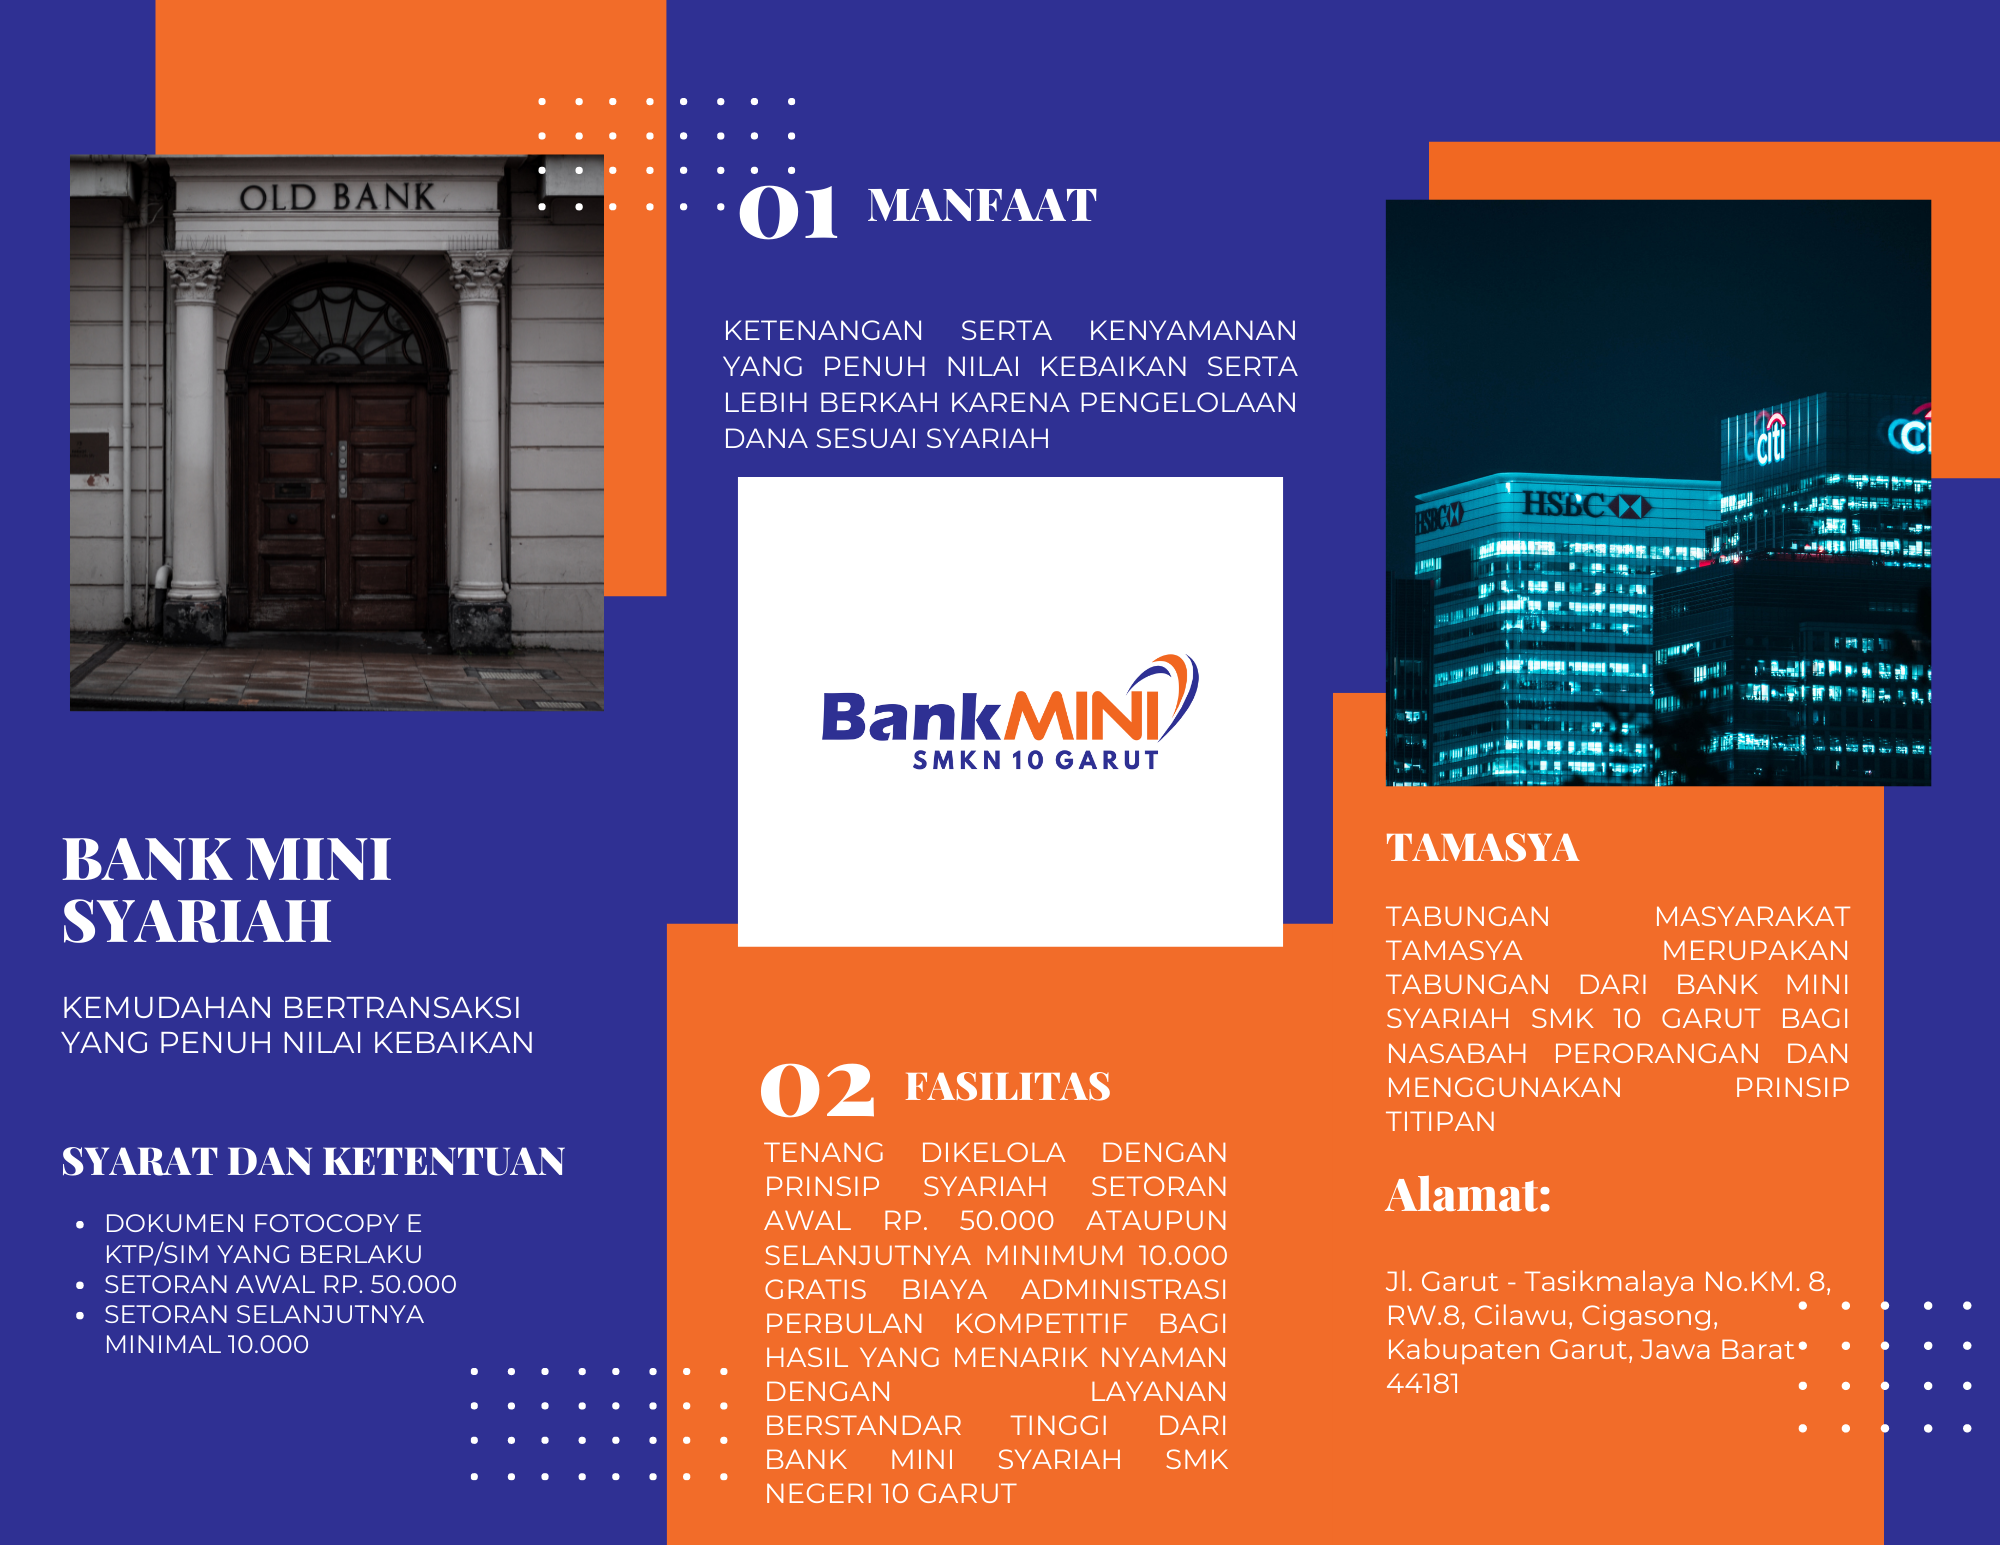 OLD BANK
BANK MINI
SYARIAH
KEMUDAHAN BERTRANSAKSI
YANG PENUH NILAI KEBAIKAN
SYARAT DAN KETENTUAN
• DOKUMEN FOTOCOPY E
KTP/SIM YANG BERLAKU
• SETORAN AWAL RP. 50.000
• SETORAN SELANJUTNYA
MINIMAL 10.000
01 MANFAAT
KETENANGAN SERTA KENYAMANAN
YANG PENUH NILAI KEBAIKAN SERTA
LEBIH BERKAH KARENA PENGELOLAAN
DANA SESUAI SYARIAH
BankMINI
SMKN 10 GARUT
02 FASILITAS
TENANG DIKELOLA DENGAN
PRINSIP SYARIAH SETORAN
AWAL RP. 50.000 ATAUPUN
SELANJUTNYA MINIMUM 10.000
GRATIS BIAYA ADMINISTRASI
PERBULAN KOMPETITIF BAGI
HASIL YANG MENARIK NYAMAN
DENGAN LAYANAN
BERSTANDAR TINGGI DARI
BANK MINI SYARIAH SMK
NEGERI 10 GARUT
citi
CI
HSBC
HSBC
TAMASYA
TABUNGAN MASYARAKAT
TAMASYA MERUPAKAN
TABUNGAN DARI BANK MINI
SYARIAH SMK 10 GARUT BAGI
NASABAH PERORANGAN DAN
MENGGUNAKAN PRINSIP
TITIPAN
Alamat:
Jl. Garut - Tasikmalaya No.KM. 8,
RW.8, Cilawu, Cigasong,
Kabupaten Garut, Jawa Barat
44181